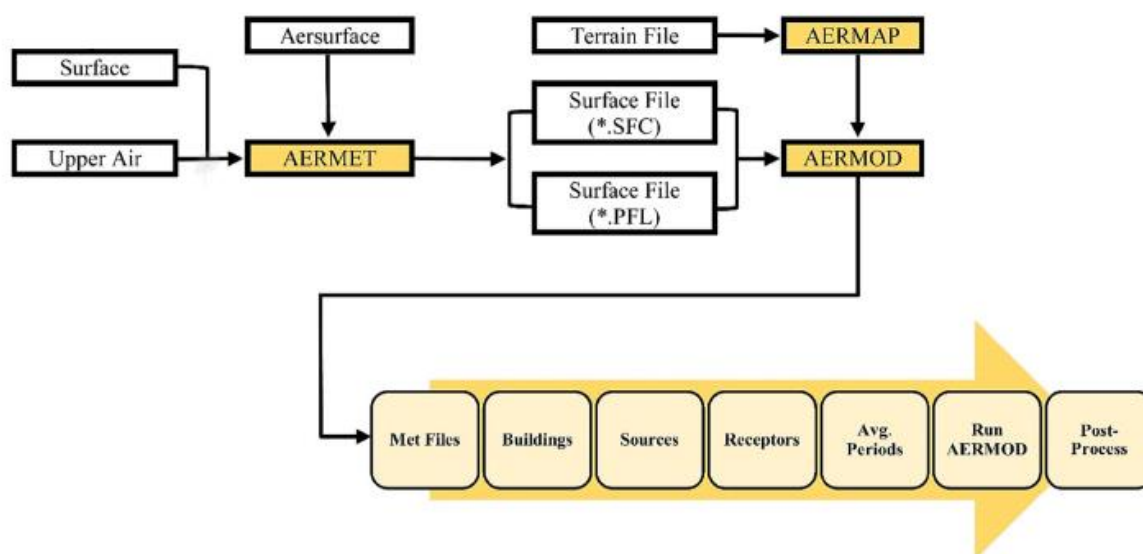 Aersurface
Terrain File
AERMAP
Surface
Surface File
(*.SFC)
Upper Air
AERMET
AERMOD
Surface File
(*.PFL)
Met Files
Buildings
Sources
Receptors
Avg.
Periods
Run
AERMOD
Post-
Process